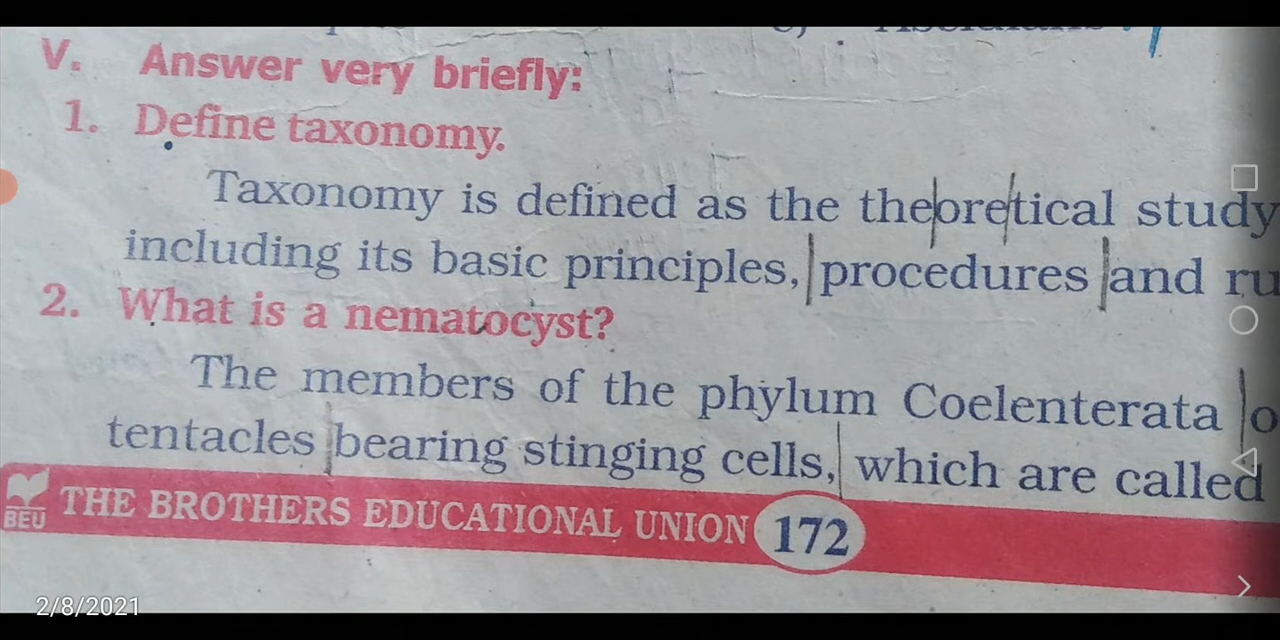 V. Answer very briefly:
1. Define taxonomy.
Taxonomy is defined as the theoretical study
including its basic principles, procedures and ru
2. What is a nematocyst?
The members of the phylum Coelenterata o
tentacles bearing stinging cells, which are called
BEU THE BROTHERS EDUCATIONAL UNION 172
2/8/2021